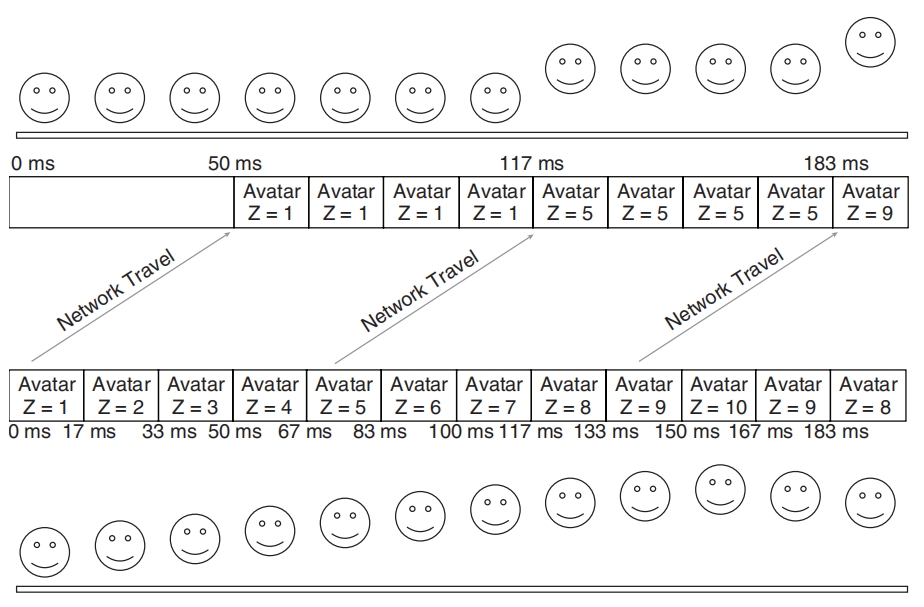 0 ms 50 ms 117 ms 183 ms
Avatar Avatar Avatar Avatar Avatar Avatar Avatar Avatar Avatar
Z = 1 Z = 1 Z = 1 Z = 1 Z = 5 Z = 5 Z = 5 Z = 5 Z = 9
Network Travel Network Travel Network Travel
Avatar Avatar Avatar Avatar Avatar Avatar Avatar Avatar Avatar Avatar Avatar Avatar
Z = 1 Z = 2 Z = 3 Z = 4 Z = 5 Z = 6 Z = 7 Z = 8 Z = 9 Z = 10 Z = 9 Z = 8
0 ms 17 ms 33 ms 50 ms 67 ms 83 ms 100 ms 117 ms 133 ms 150 ms 167 ms 183 ms